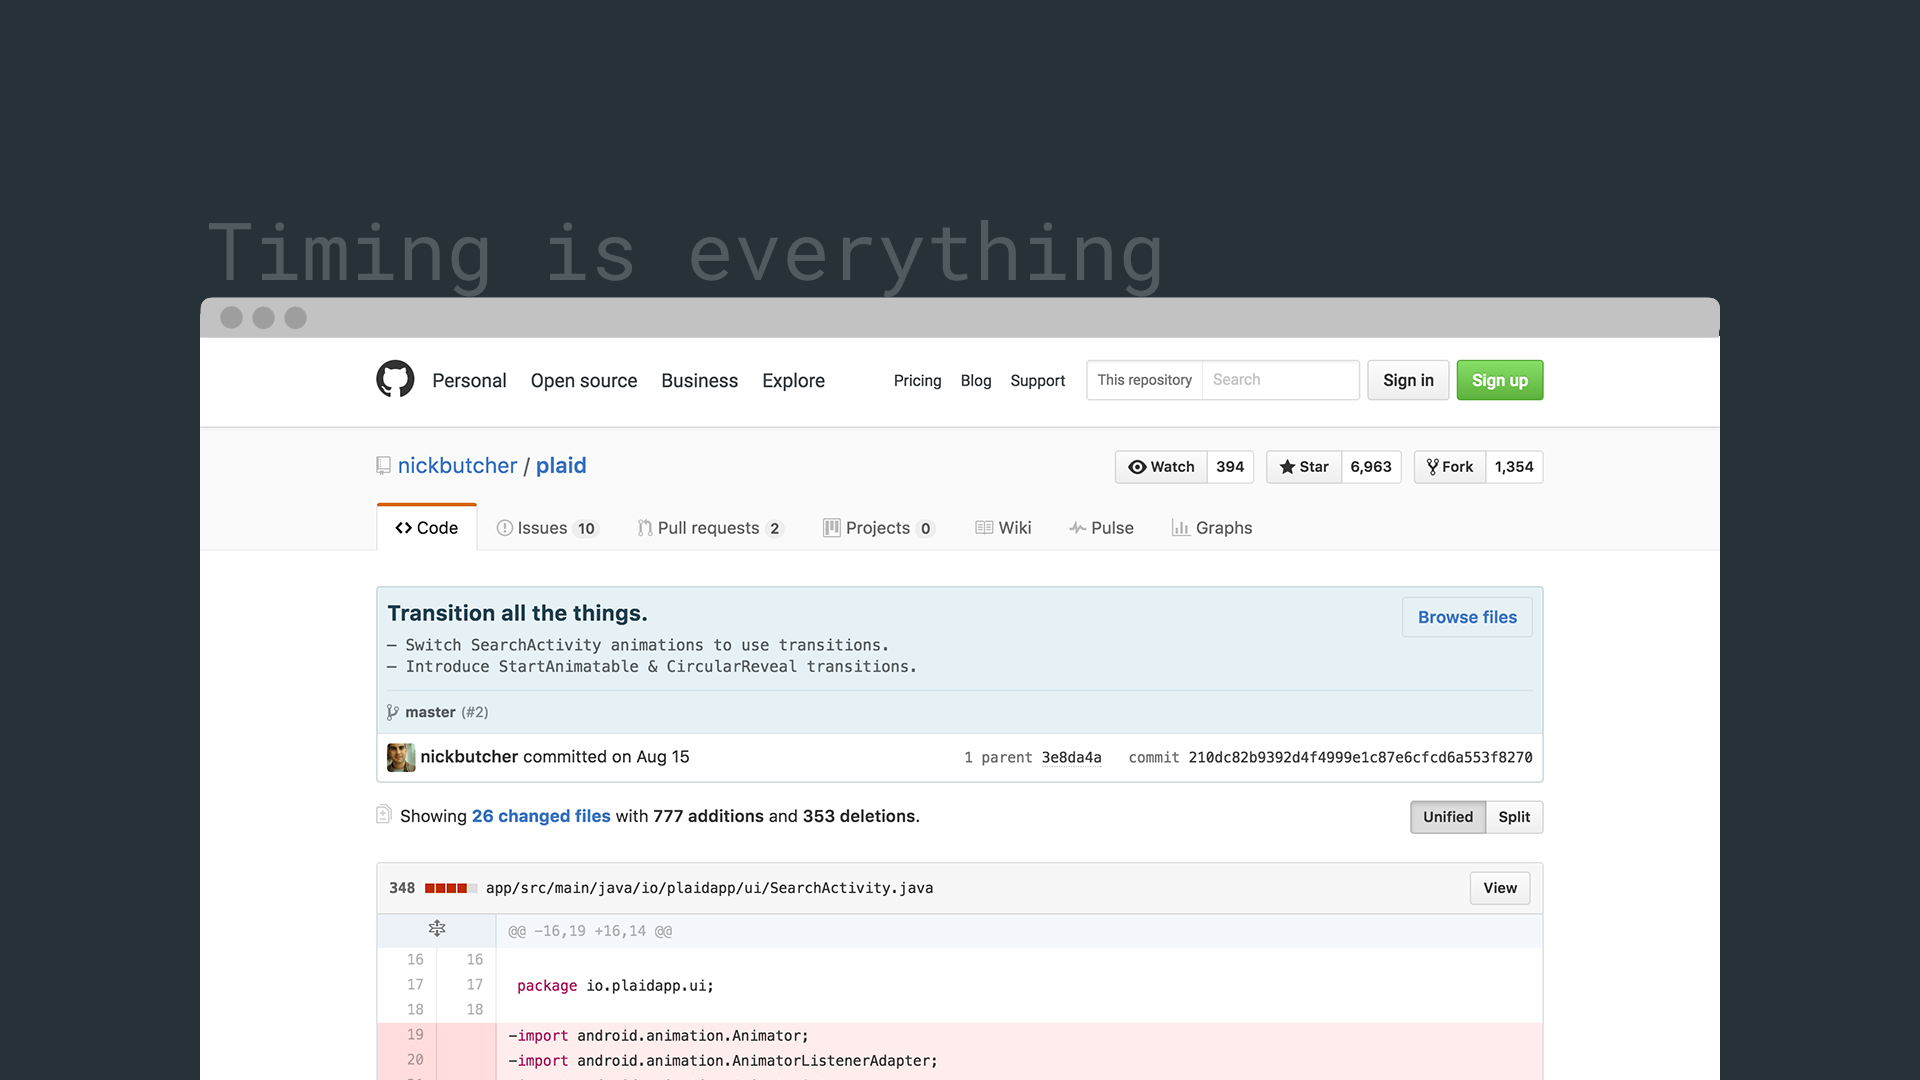 Timing is everything
Personal Open source Business Explore Pricing Blog Support This repository Search Sign in Sign up
nickbutcher / plaid Watch 394 Star 6,963 Fork 1,354
Code Issues 10 Pull requests 2 Projects 0 Wiki Pulse Graphs
Transition all the things. Browse files
– Switch SearchActivity animations to use transitions.
– Introduce StartAnimatable & CircularReveal transitions.
master (#2)
nickbutcher committed on Aug 15 1 parent 3e8da4a commit 210dc82b9392d4f4999e1c87e6cfcd6a553f8270
Showing 26 changed files with 777 additions and 353 deletions. Unified Split
348 app/src/main/java/io/plaidapp/ui/SearchActivity.java View
@@ -16,19 +16,14 @@
16 16
17 17 package io.plaidapp.ui;
18 18
19 -import android.animation.Animator;
20 -import android.animation.AnimatorListenerAdapter;